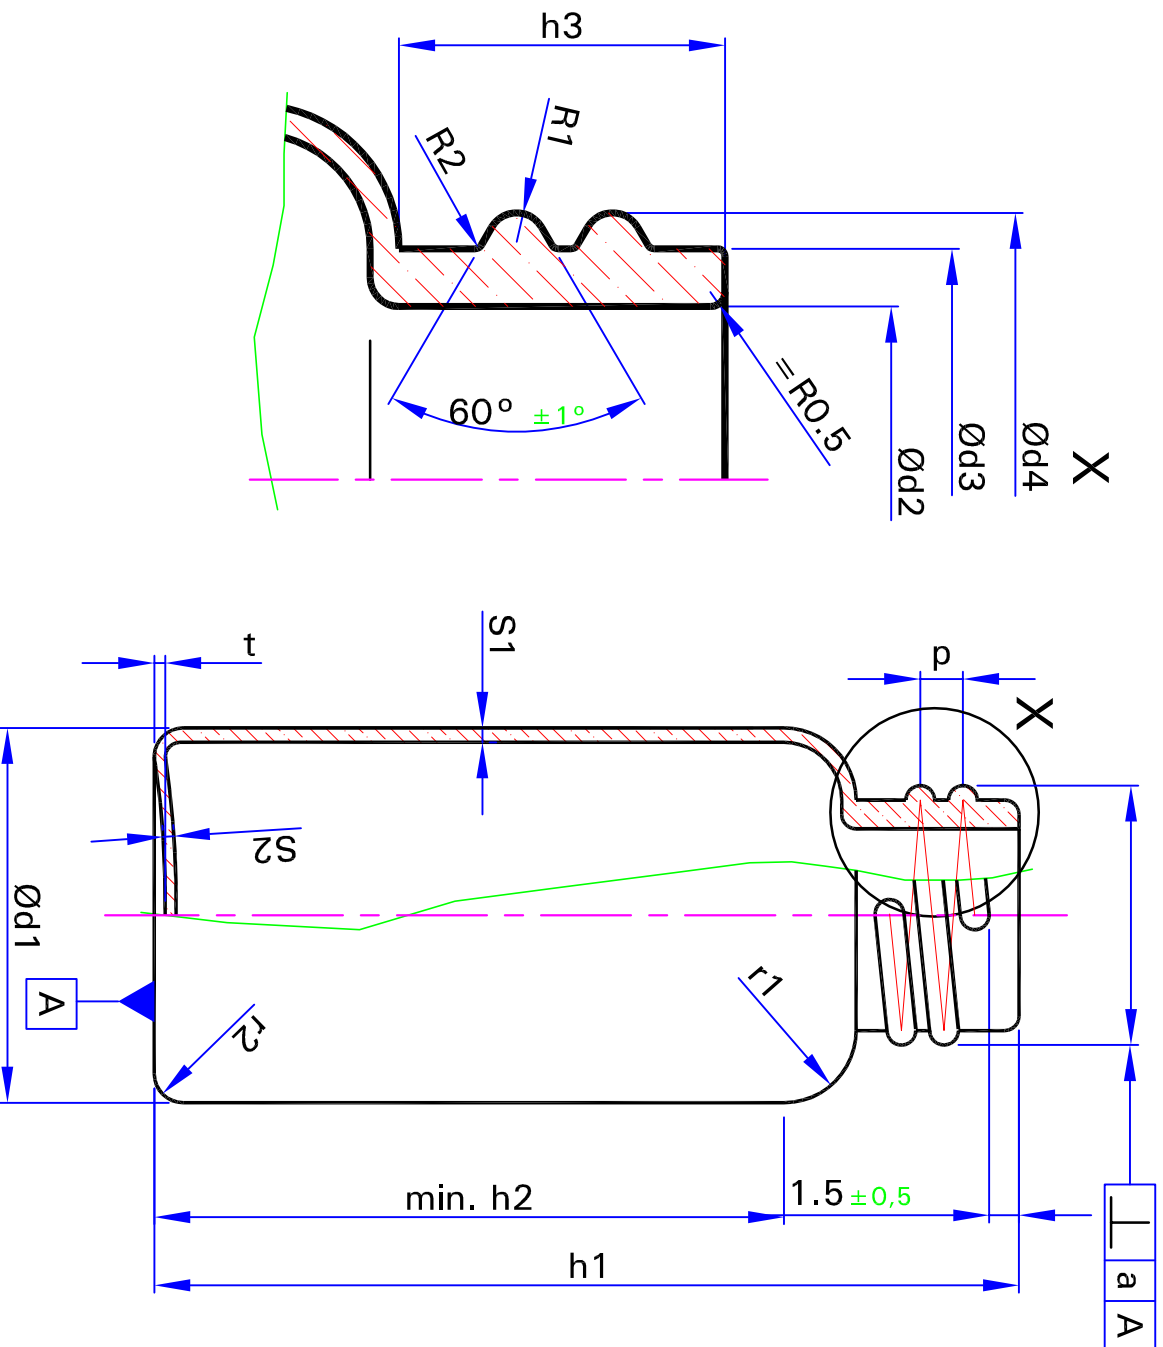 h3
R1
R2
60° ±1°
=R0.5
Ød2
Ød3
Ød4
X
t
S1
p
X
S2
Ød1
A
r2
r1
min. h2
1.5 ±0,5
h1
⊥ a A